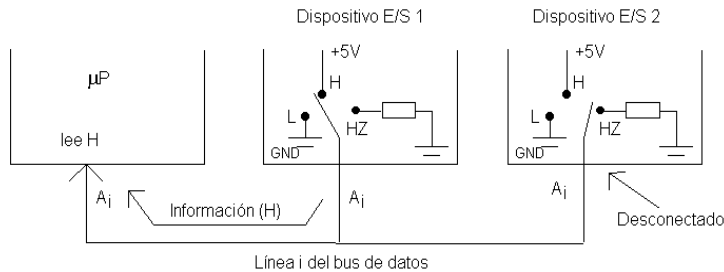 Dispositivo E/S 1
Dispositivo E/S 2
+5V
+5V
µP
H
H
L
L
HZ
HZ
lee H
GND
GND
Ai
Información (H)
Ai
Ai
Desconectado
Línea i del bus de datos